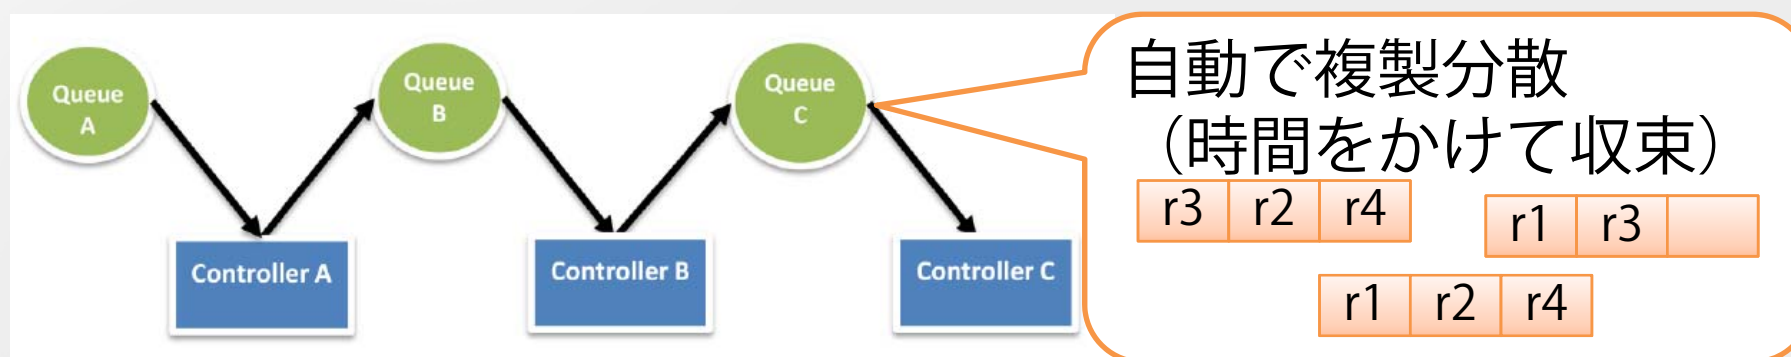 Queue
A
Queue
B
Queue
C
Controller A
Controller B
Controller C
自動で複製分散
（時間をかけて収束）
r3 r2 r4
r1 r3
r1 r2 r4